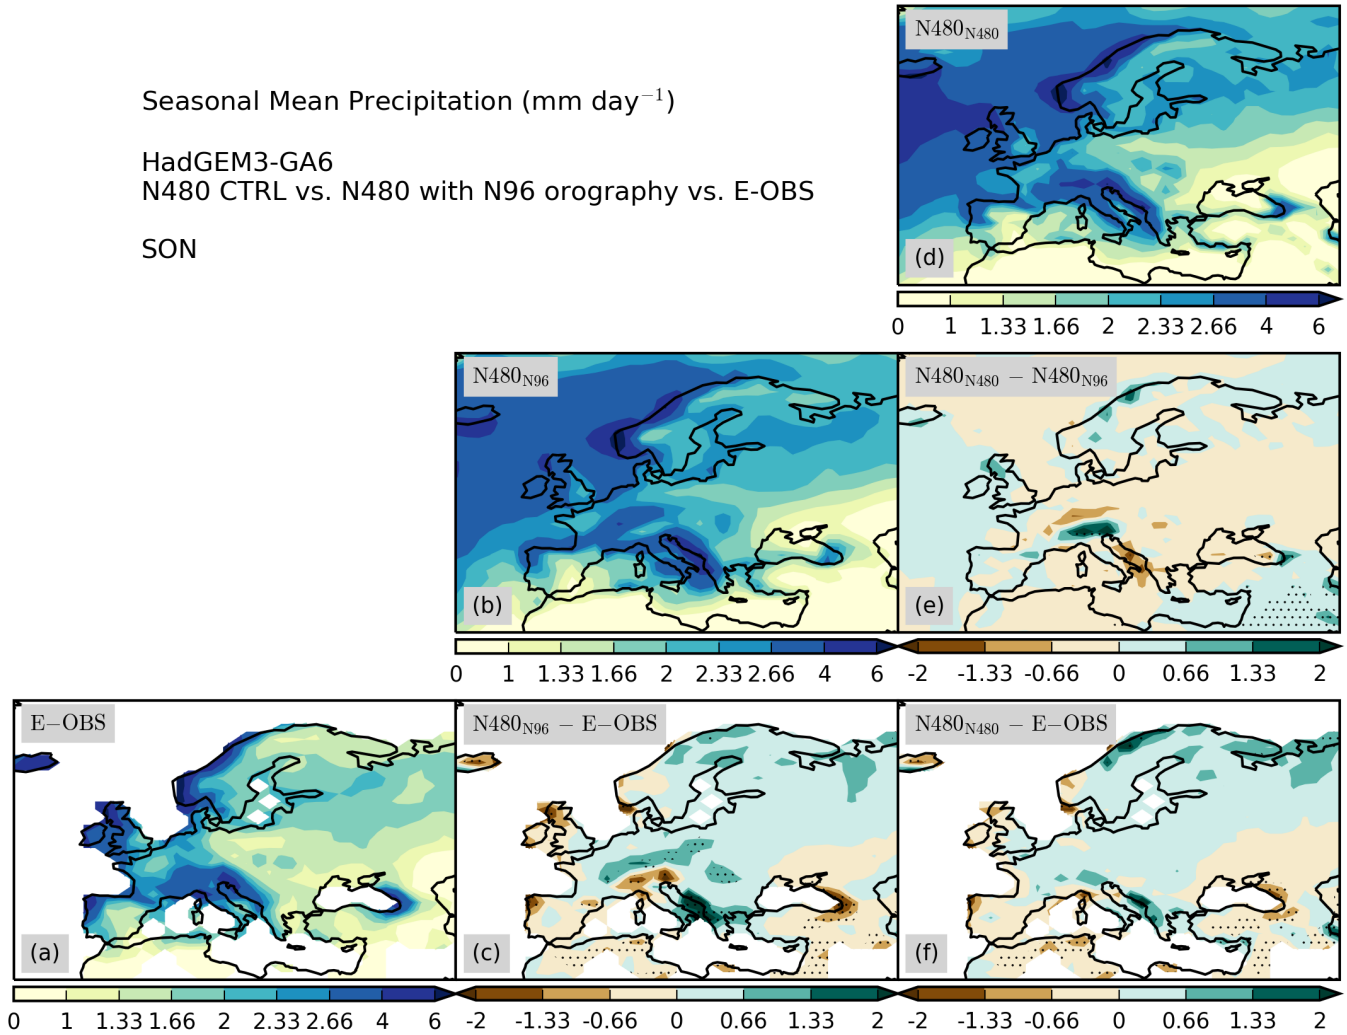 Seasonal Mean Precipitation (mm day⁻¹)
HadGEM3-GA6
N480 CTRL vs. N480 with N96 orography vs. E-OBS
SON
N480N480
(d)
0 1 1.33 1.66 2 2.33 2.66 4 6
N480N96
(b)
0 1 1.33 1.66 2 2.33 2.66 4 6
N480N480 − N480N96
(e)
-2 -1.33 -0.66 0 0.66 1.33 2
E−OBS
(a)
0 1 1.33 1.66 2 2.33 2.66 4 6
N480N96 − E−OBS
(c)
-2 -1.33 -0.66 0 0.66 1.33 2
N480N480 − E−OBS
(f)
-2 -1.33 -0.66 0 0.66 1.33 2